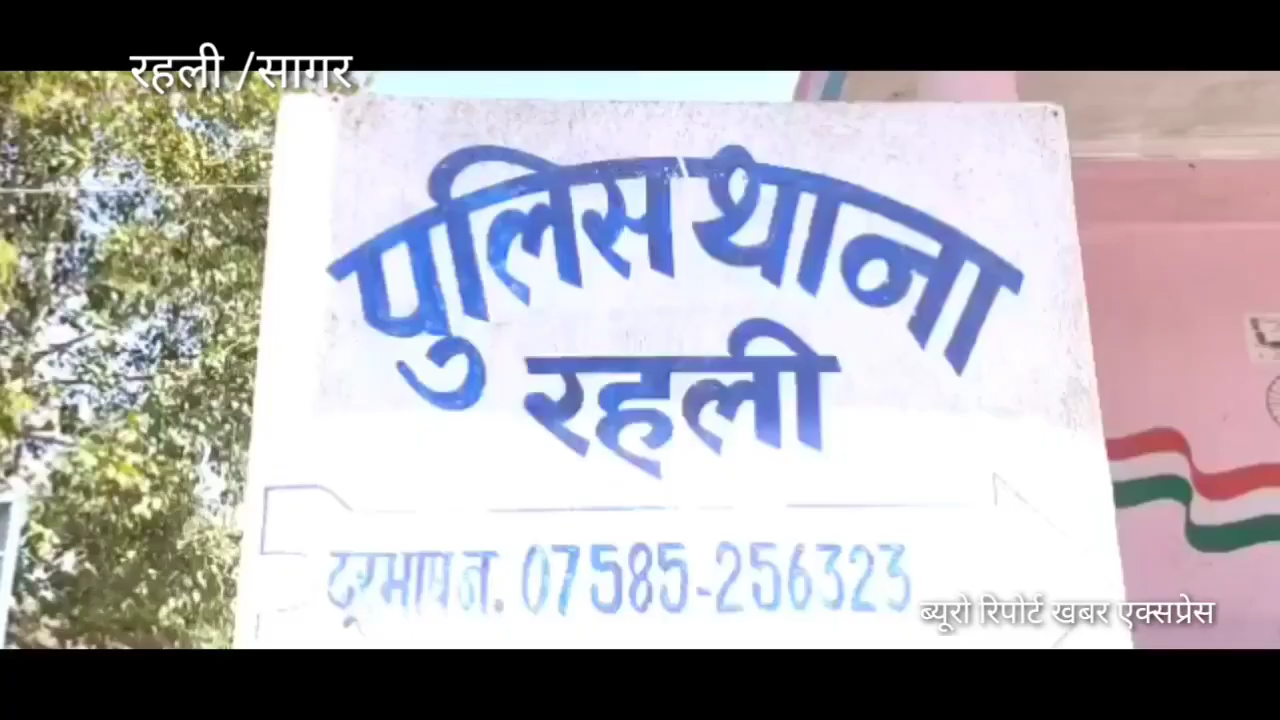 रहली /सागर
पुलिस थाना
रहली
दूरभाष न. 07585-256323
ब्यूरो रिपोर्ट खबर एक्सप्रेस